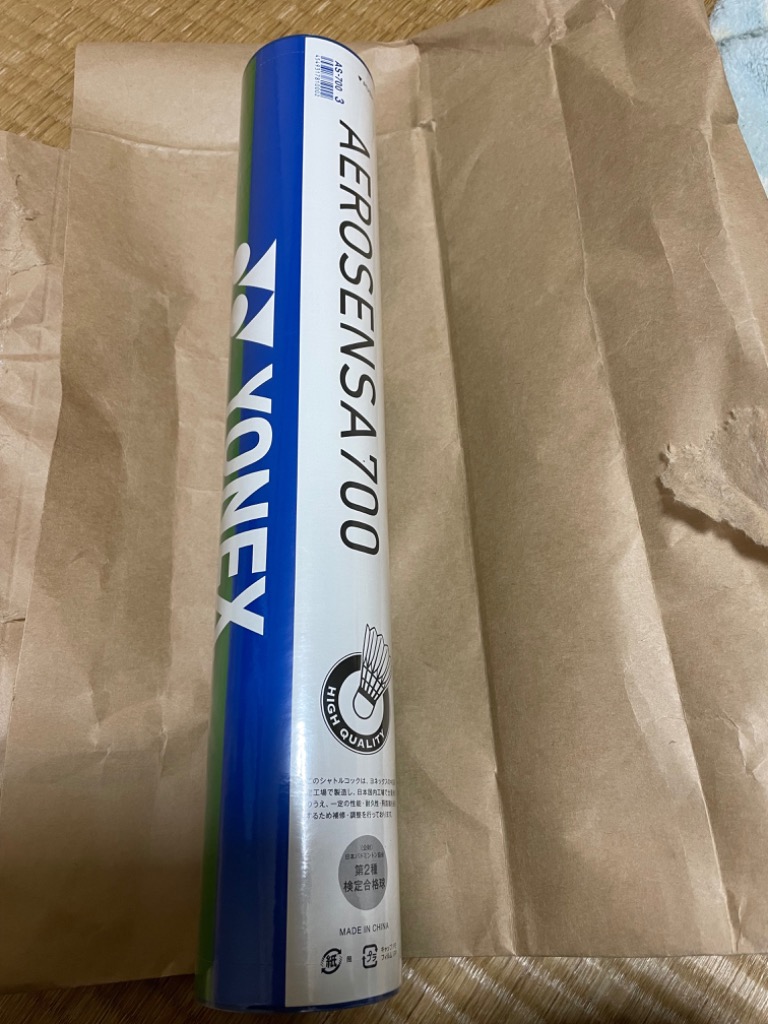 AS-700 3
AEROSENSA 700
YONEX
HIGH QUALITY
このシャトルコックは、ヨネックス
工場で製造し、日本国内工場で
うえ、一定の性能・耐久性・
するため補修・調整を行っております。
第2種
検定合格球
MADE IN CHINA
紙
プラ